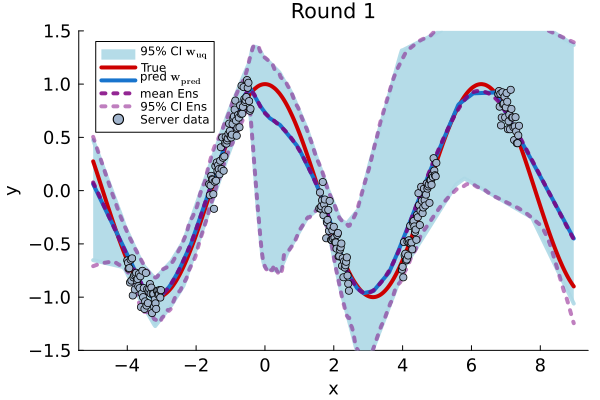 Round 1
1.5
1.0
0.5
0.0
−0.5
−1.0
−1.5
y
95% CI w_uq
True
pred w_pred
mean Ens
95% CI Ens
Server data
−4 −2 0 2 4 6 8
x